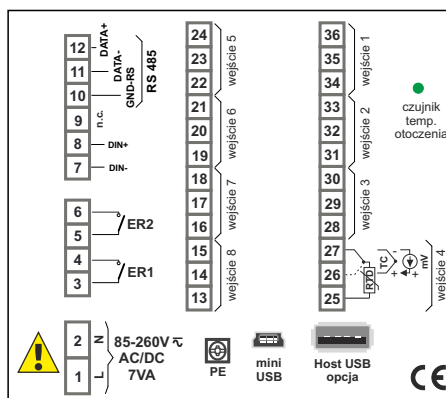 12 DATA+
11 DATA-
10 GND-RS
RS 485
9 n.c.
8 DIN+
7 DIN-
6
5
ER2
4
3
ER1
2 N
1 L
85-260V
AC/DC
7VA
24
23
22
wejście 5
21
20
19
wejście 6
18
17
16
wejście 7
15
14
13
wejście 8
36
35
34
wejście 1
33
32
31
wejście 2
30
29
28
wejście 3
27
26
25
RTD
TC
- +
- +
mV
wejście 4
czujnik
temp.
otoczenia
PE
mini
USB
Host USB
opcja
CE